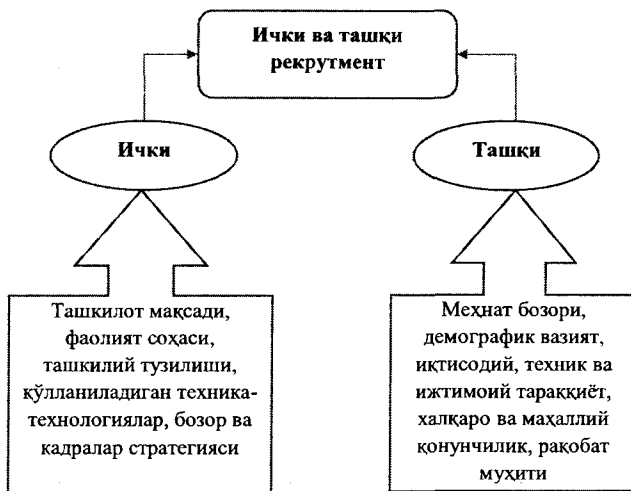 Ички ва ташқи
рекрутмент
Ички
Ташқи
Ташкилот мақсади,
фаолият соҳаси,
ташкилий тузилиши,
қўлланиладиган техника-
технологиялар, бозор ва
кадралар стратегияси
Меҳнат бозори,
демографик вазият,
иқтисодий, техник ва
ижтимоий тараққиёт,
халқаро ва маҳаллий
қонунчилик, рақобат
муҳити